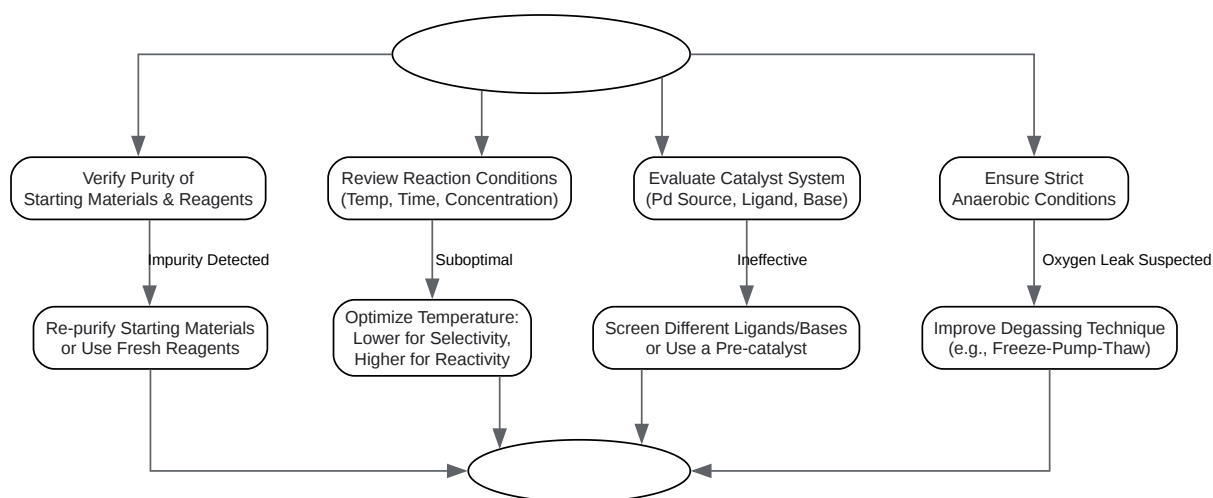 Verify Purity of
Starting Materials & Reagents
Review Reaction Conditions
(Temp, Time, Concentration)
Evaluate Catalyst System
(Pd Source, Ligand, Base)
Ensure Strict
Anaerobic Conditions
Impurity Detected
Suboptimal
Ineffective
Oxygen Leak Suspected
Re-purify Starting Materials
or Use Fresh Reagents
Optimize Temperature:
Lower for Selectivity,
Higher for Reactivity
Screen Different Ligands/Bases
or Use a Pre-catalyst
Improve Degassing Technique
(e.g., Freeze-Pump-Thaw)